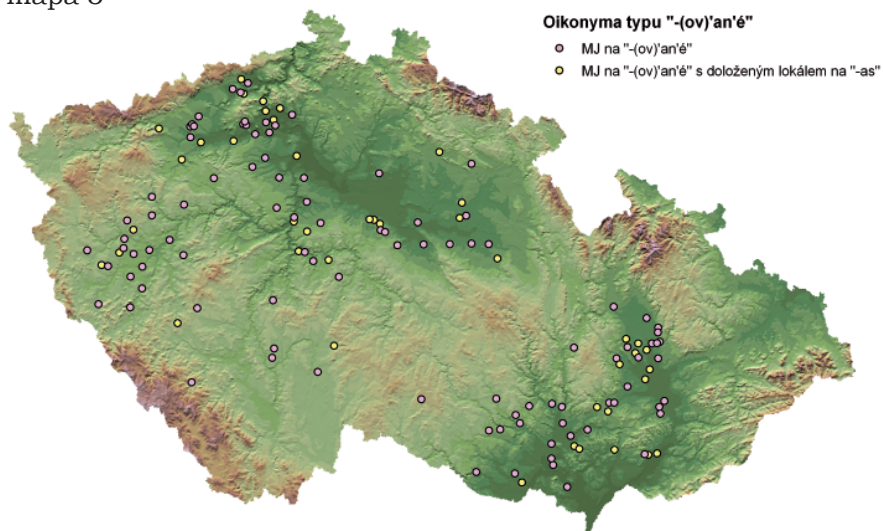 mapa 8
Oikonyma typu "-(ov)'an'é"
MJ na "-(ov)'an'é"
MJ na "-(ov)'an'é" s doloženým lokálem na "-as"